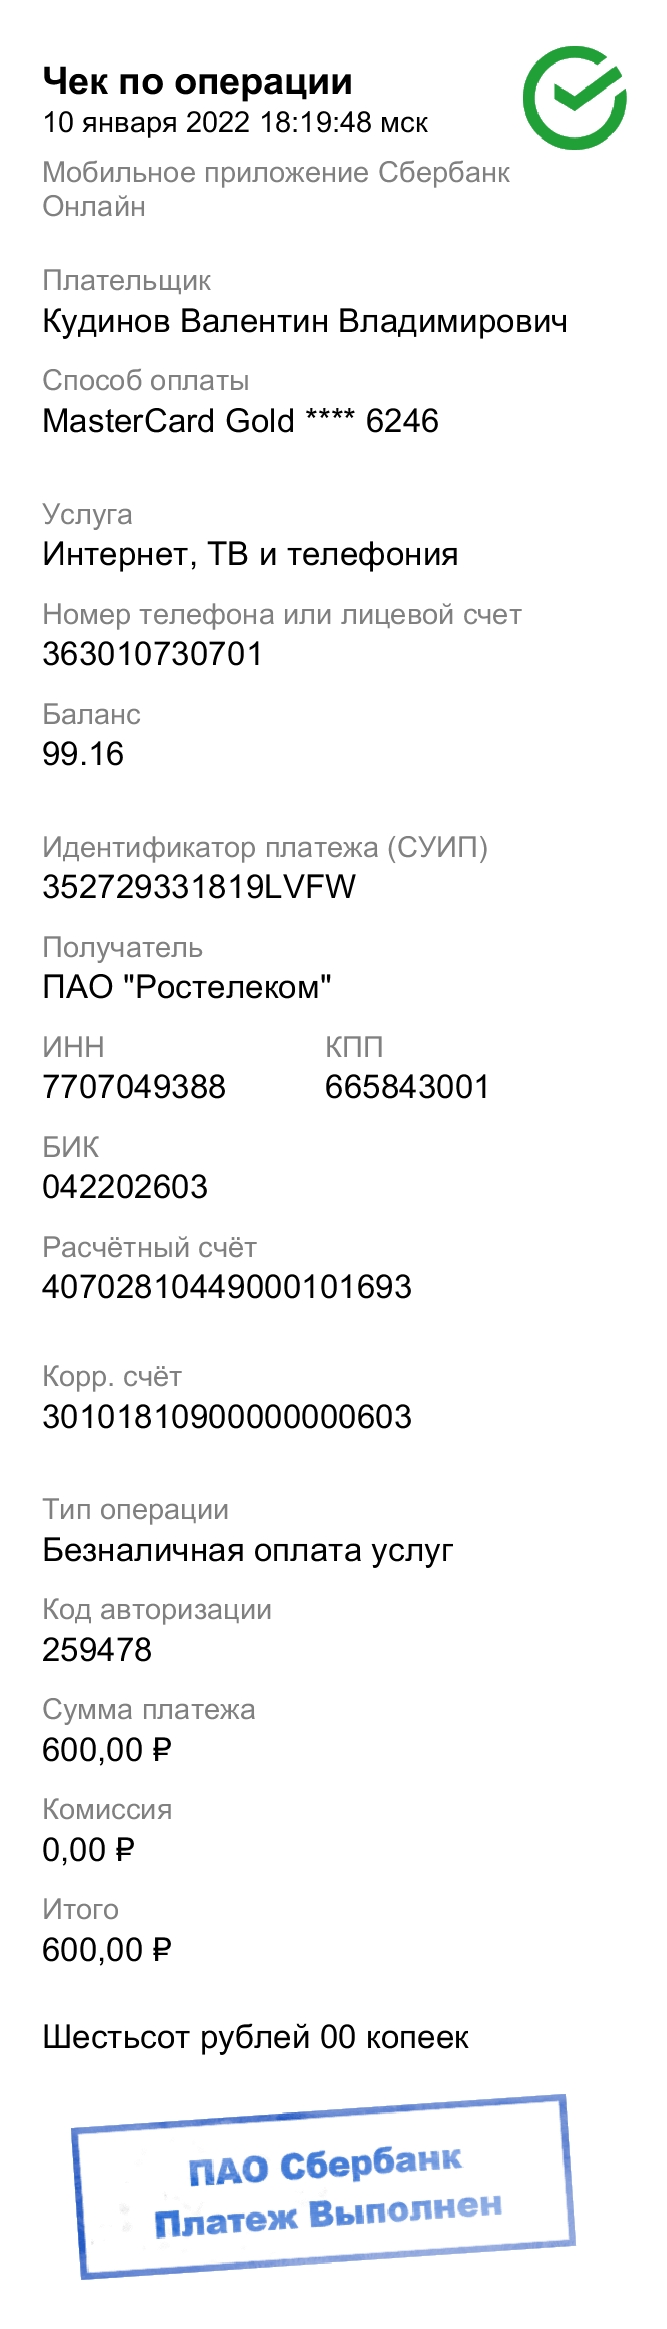 Чек по операции
10 января 2022 18:19:48 мск
Мобильное приложение Сбербанк
Онлайн
Плательщик
Кудинов Валентин Владимирович
Способ оплаты
MasterCard Gold **** 6246
Услуга
Интернет, ТВ и телефония
Номер телефона или лицевой счет
363010730701
Баланс
99.16
Идентификатор платежа (СУИП)
352729331819LVFW
Получатель
ПАО "Ростелеком"
ИНН КПП
7707049388 665843001
БИК
042202603
Расчётный счёт
40702810449000101693
Корр. счёт
30101810900000000603
Тип операции
Безналичная оплата услуг
Код авторизации
259478
Сумма платежа
600,00 ₽
Комиссия
0,00 ₽
Итого
600,00 ₽
Шестьсот рублей 00 копеек
ПАО Сбербанк
Платеж Выполнен